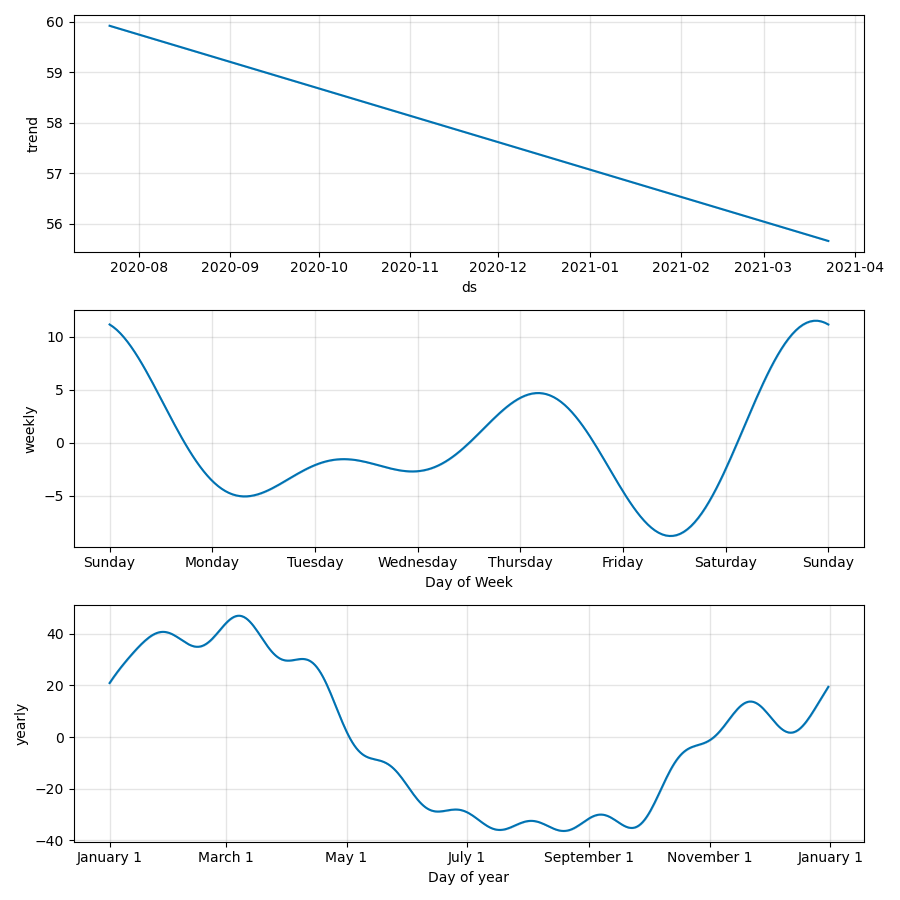 60
59
58
57
56
trend
2020-08 2020-09 2020-10 2020-11 2020-12 2021-01 2021-02 2021-03 2021-04
ds
10
5
0
−5
weekly
Sunday Monday Tuesday Wednesday Thursday Friday Saturday Sunday
Day of Week
40
20
0
−20
−40
yearly
January 1 March 1 May 1 July 1 September 1 November 1 January 1
Day of year